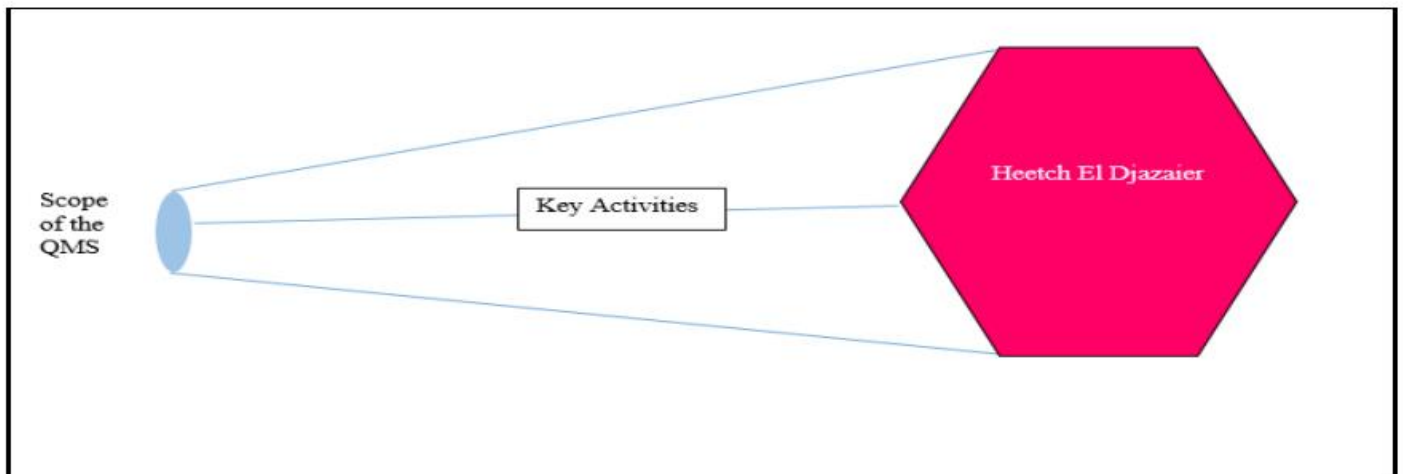 Scope
of the
QMS
Key Activities
Heetch El Djazaier